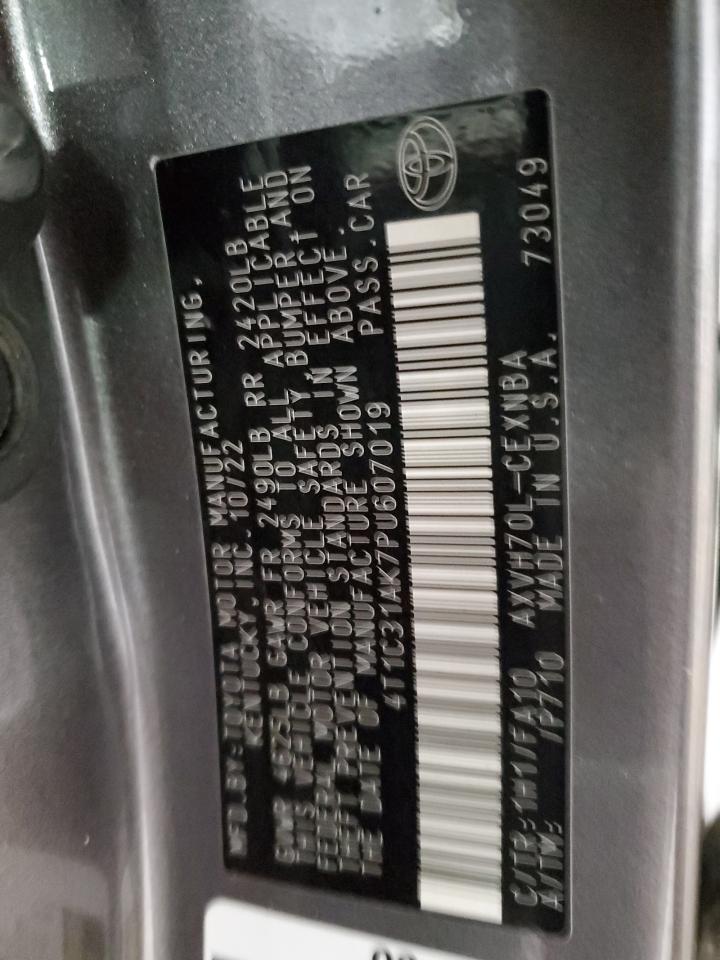 MFD.BY:TOYOTA MOTOR MANUFACTURING,
KENTUCKY, INC. 10/22
GVWR 4625LB GAWR FR 2490LB RR 2420LB
THIS VEHICLE CONFORMS TO ALL APPLICABLE
FEDERAL MOTOR VEHICLE SAFETY BUMPER AND
THEFT PREVENTION STANDARDS IN EFFECT ON
THE DATE OF MANUFACTURE SHOWN ABOVE.
4T1C31AK7PU607019 PASS.CAR
C/TR:1H1/FA10 AXVH70L-CEXNBA 73049
A/TM: /P710 MADE IN U.S.A.